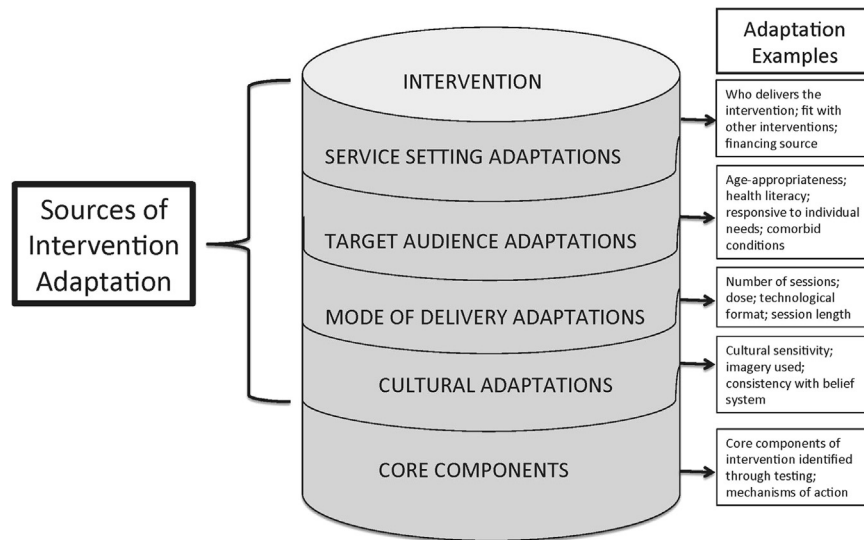 Sources of
Intervention
Adaptation
INTERVENTION
SERVICE SETTING ADAPTATIONS
TARGET AUDIENCE ADAPTATIONS
MODE OF DELIVERY ADAPTATIONS
CULTURAL ADAPTATIONS
CORE COMPONENTS
Adaptation
Examples
Who delivers the
intervention; fit with
other interventions;
financing source
Age-appropriateness;
health literacy;
responsive to individual
needs; comorbid
conditions
Number of sessions;
dose; technological
format; session length
Cultural sensitivity;
imagery used;
consistency with belief
system
Core components of
intervention identified
through testing;
mechanisms of action